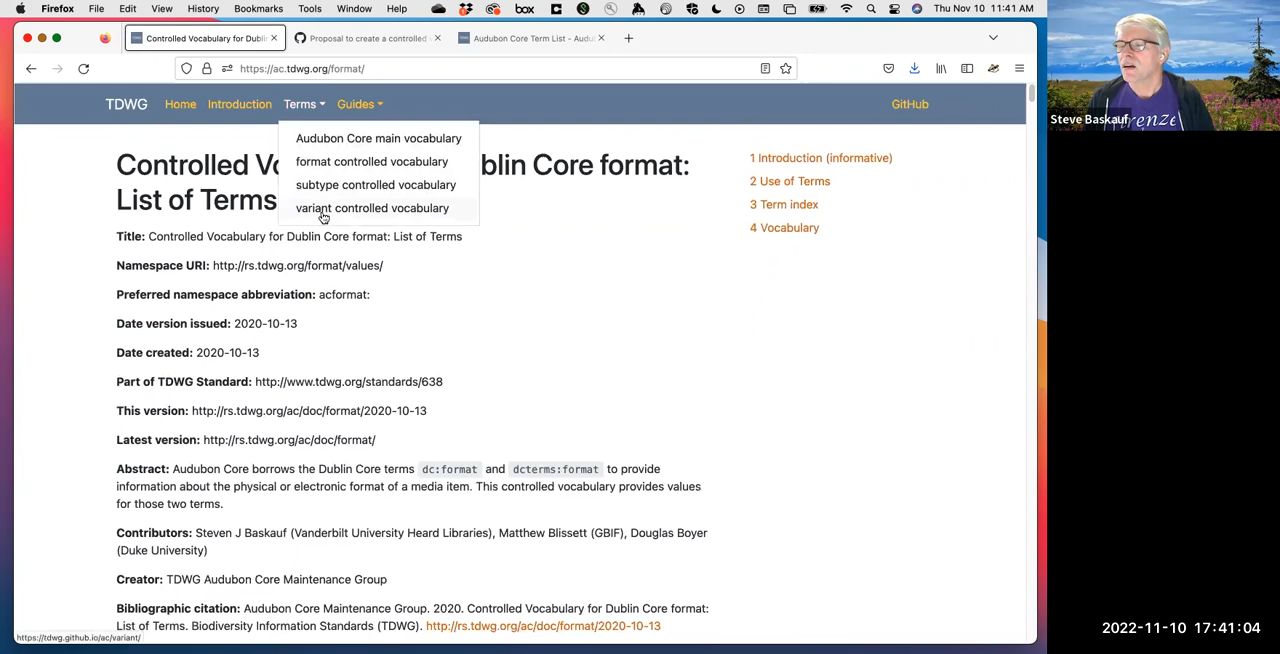 Firefox File Edit View History Bookmarks Tools Window Help box Thu Nov 10 11:41 AM
Controlled Vocabulary for Dubli Proposal to create a controlled Audubon Core Term List - Audu
https://ac.tdwg.org/format/
TDWG Home Introduction Terms Guides GitHub
Audubon Core main vocabulary
format controlled vocabulary
subtype controlled vocabulary
variant controlled vocabulary
Controlled Vo blin Core format:
List of Terms
1 Introduction (informative)
2 Use of Terms
3 Term index
4 Vocabulary
Title: Controlled Vocabulary for Dublin Core format: List of Terms
Namespace URI: http://rs.tdwg.org/format/values/
Preferred namespace abbreviation: acformat:
Date version issued: 2020-10-13
Date created: 2020-10-13
Part of TDWG Standard: http://www.tdwg.org/standards/638
This version: http://rs.tdwg.org/ac/doc/format/2020-10-13
Latest version: http://rs.tdwg.org/ac/doc/format/
Abstract: Audubon Core borrows the Dublin Core terms dc:format and dcterms:format to provide
information about the physical or electronic format of a media item. This controlled vocabulary provides values
for those two terms.
Contributors: Steven J Baskauf (Vanderbilt University Heard Libraries), Matthew Blissett (GBIF), Douglas Boyer
(Duke University)
Creator: TDWG Audubon Core Maintenance Group
Bibliographic citation: Audubon Core Maintenance Group. 2020. Controlled Vocabulary for Dublin Core format:
List of Terms. Biodiversity Information Standards (TDWG). http://rs.tdwg.org/ac/doc/format/2020-10-13
https://tdwg.github.io/ac/variant/
Steve Baskauf
irenze
2022-11-10 17:41:04